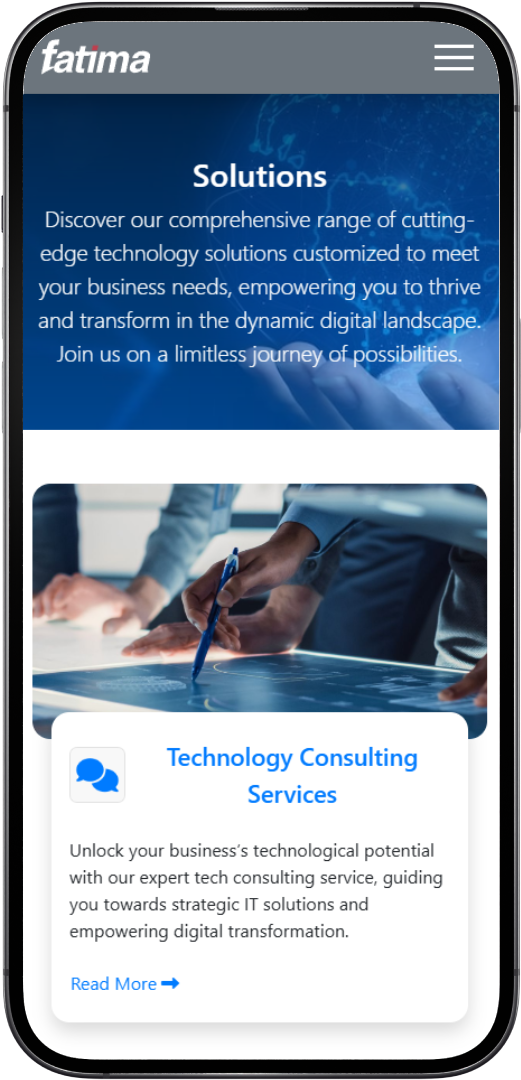 fatima
Solutions
Discover our comprehensive range of cutting-
edge technology solutions customized to meet
your business needs, empowering you to thrive
and transform in the dynamic digital landscape.
Join us on a limitless journey of possibilities.
Technology Consulting
Services
Unlock your business’s technological potential
with our expert tech consulting service, guiding
you towards strategic IT solutions and
empowering digital transformation.
Read More